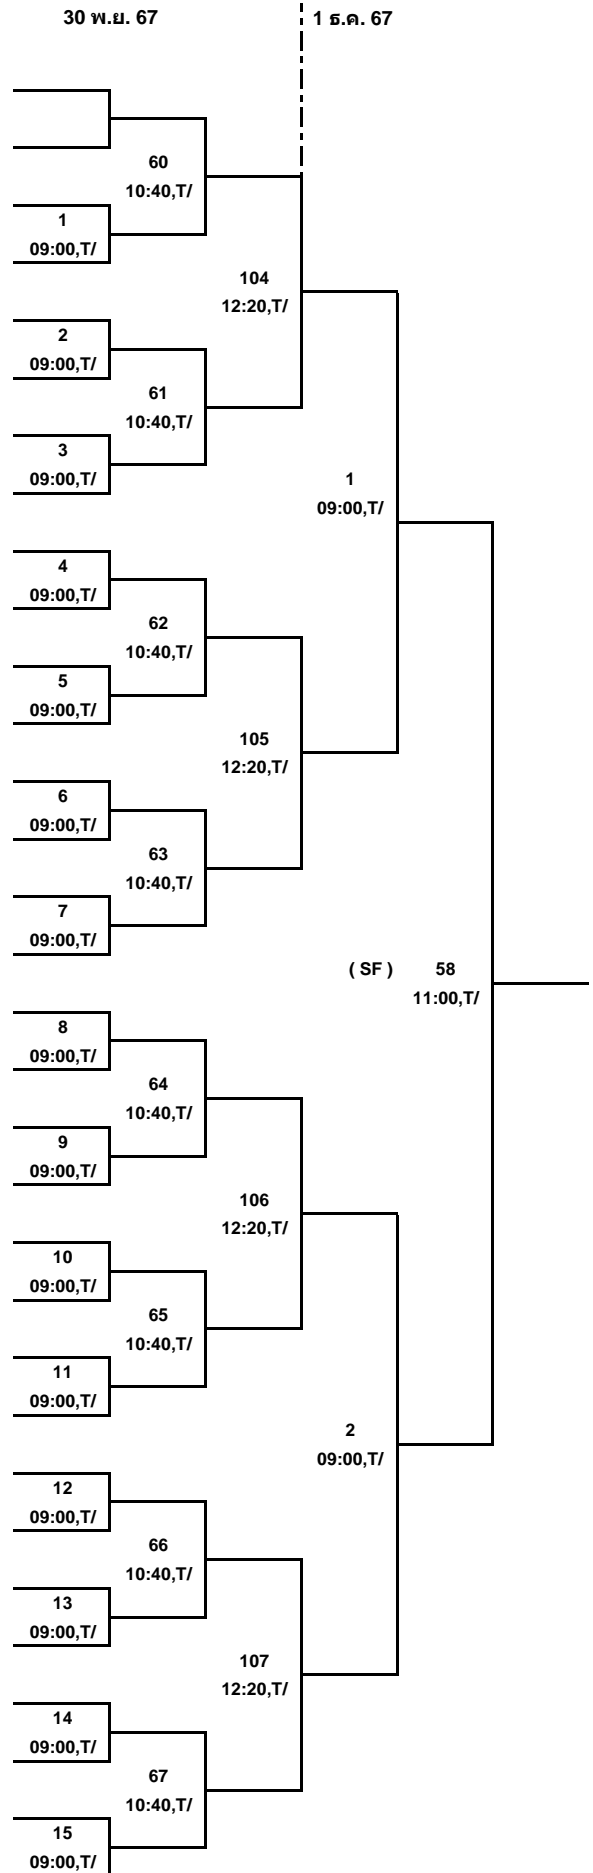 30 พ.ย. 67
1 ธ.ค. 67
60
10:40,T/
1
09:00,T/
104
12:20,T/
2
09:00,T/
61
10:40,T/
3
09:00,T/
1
09:00,T/
4
09:00,T/
62
10:40,T/
5
09:00,T/
105
12:20,T/
6
09:00,T/
63
10:40,T/
7
09:00,T/
( SF ) 58
11:00,T/
8
09:00,T/
64
10:40,T/
9
09:00,T/
106
12:20,T/
10
09:00,T/
65
10:40,T/
11
09:00,T/
2
09:00,T/
12
09:00,T/
66
10:40,T/
13
09:00,T/
107
12:20,T/
14
09:00,T/
67
10:40,T/
15
09:00,T/